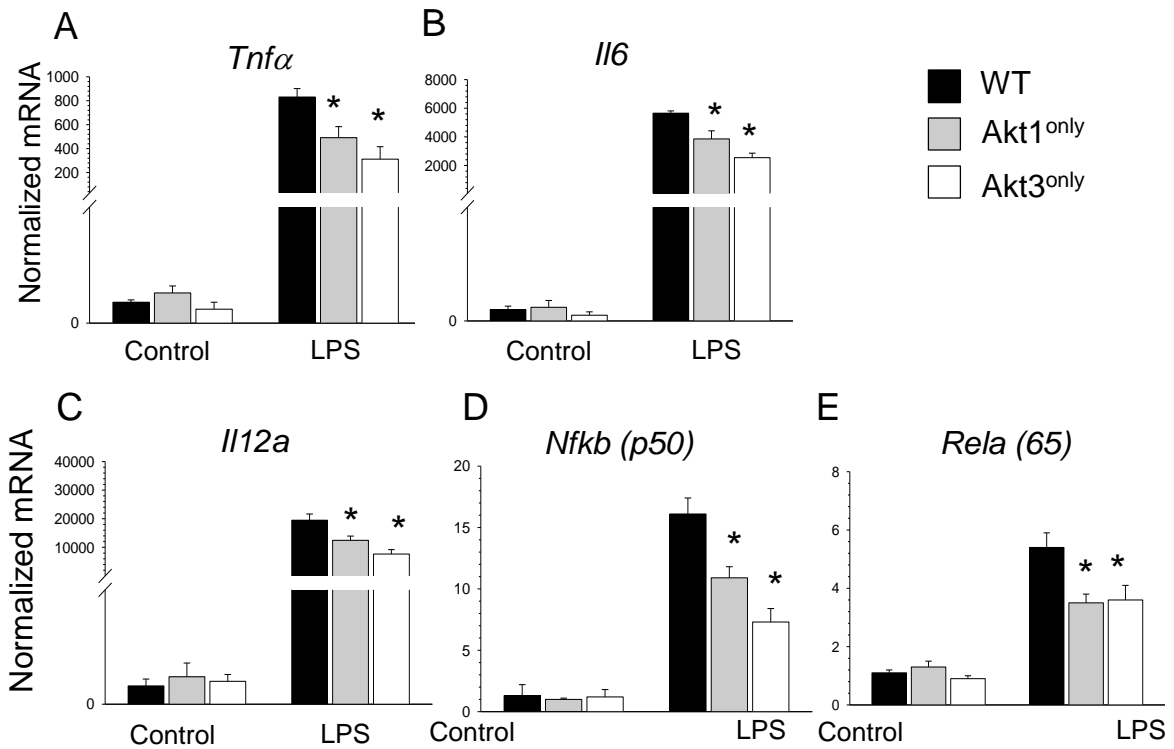 A
Tnfα
Normalized mRNA
1000
800
600
400
200
0
* *
Control LPS
B
Il6
8000
6000
4000
2000
0
* *
Control LPS
WT
Akt1only
Akt3only
C
Il12a
Normalized mRNA
40000
30000
20000
10000
0
* *
Control LPS
D
Nfkb (p50)
20
15
10
5
0
* *
Control LPS
E
Rela (65)
8
6
4
2
0
* *
Control LPS